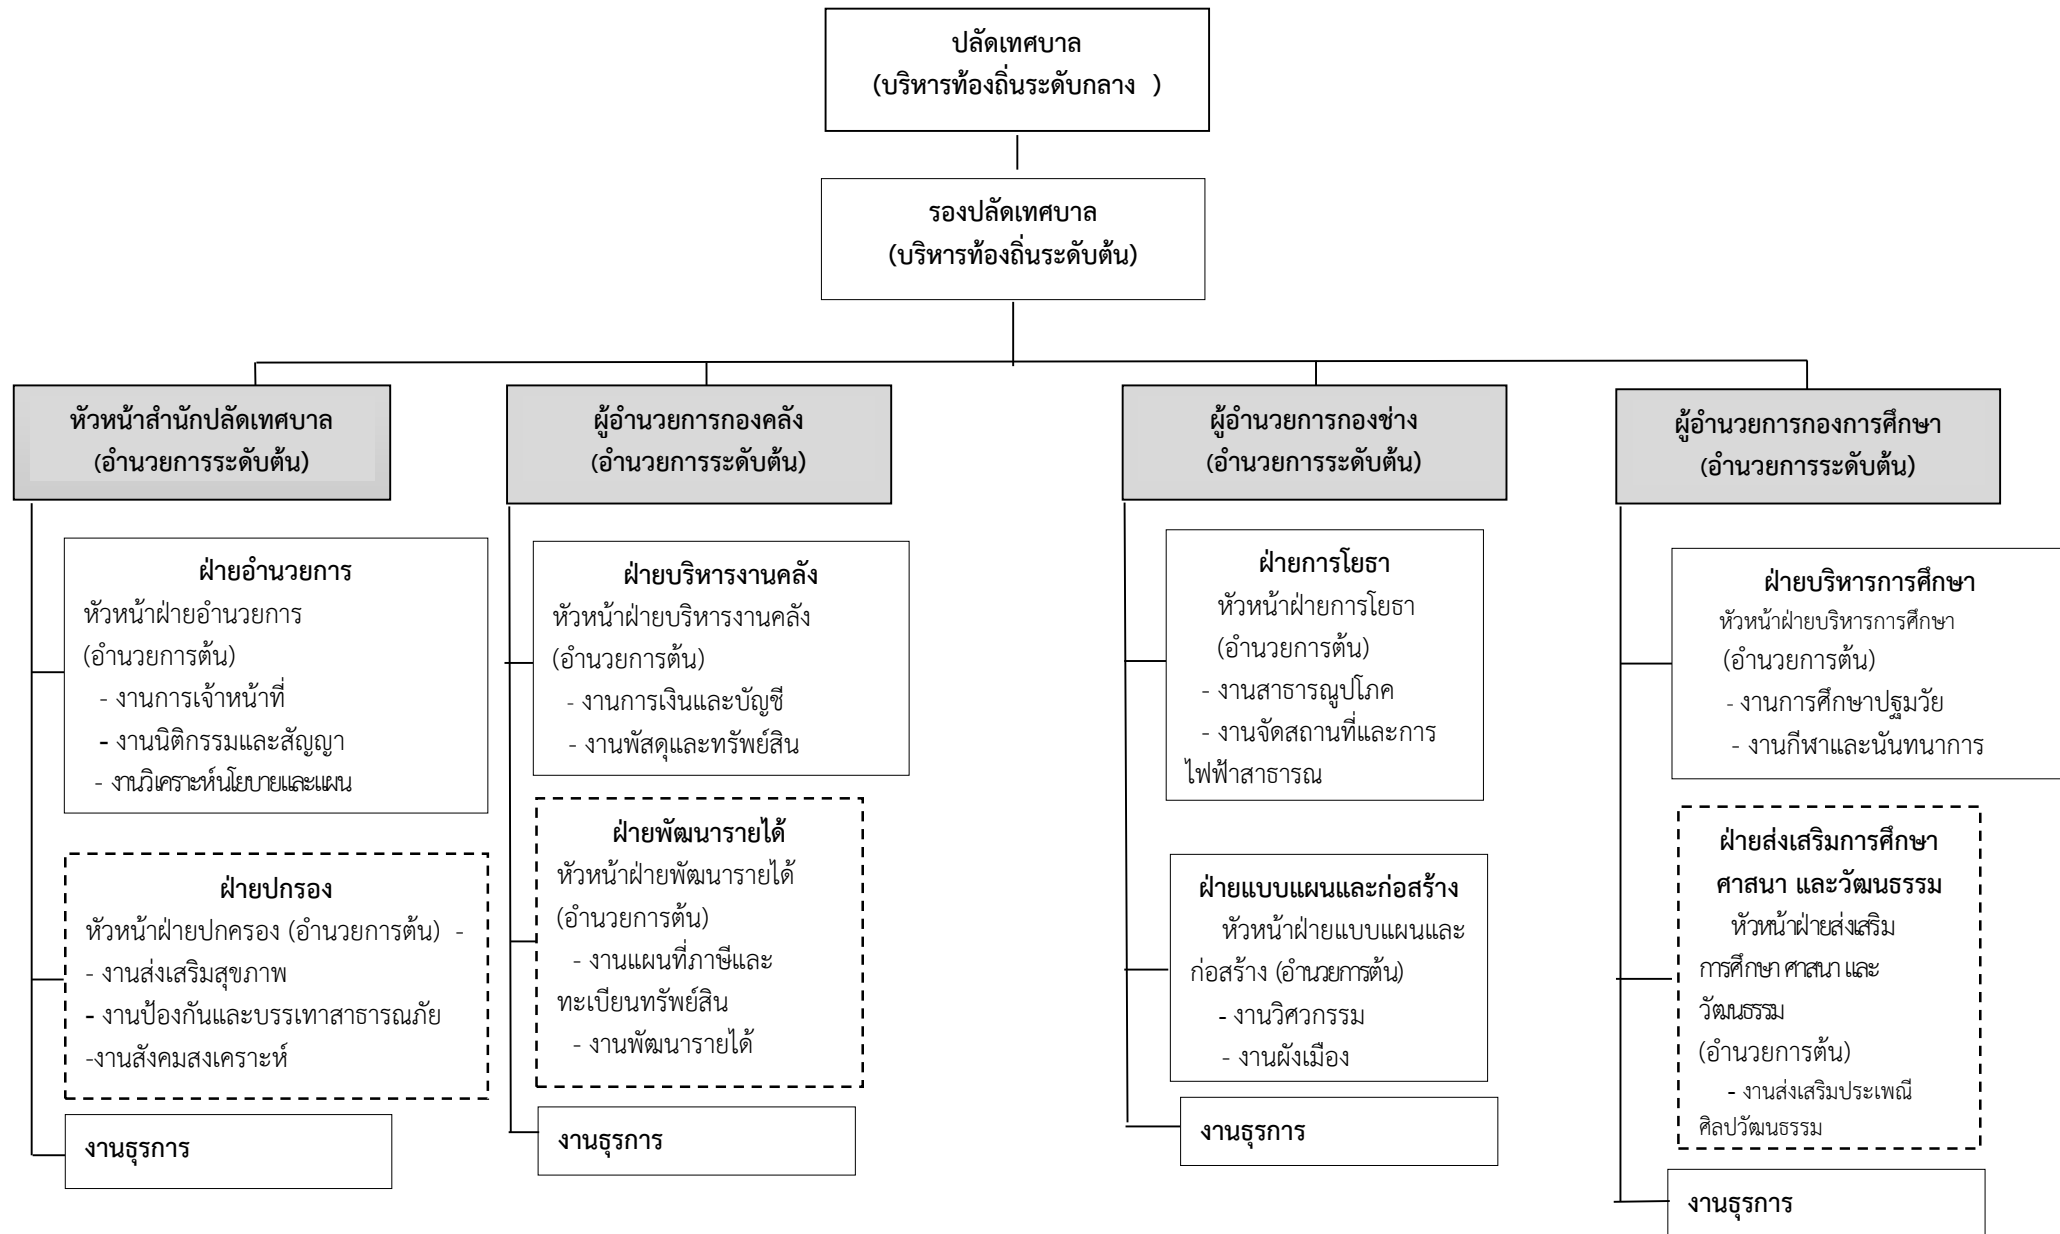 ปลัดเทศบาล
(บริหารท้องถิ่นระดับกลาง )
รองปลัดเทศบาล
(บริหารท้องถิ่นระดับต้น)
หัวหน้าสำนักปลัดเทศบาล
(อำนวยการระดับต้น)
ฝ่ายอำนวยการ
หัวหน้าฝ่ายอำนวยการ
(อำนวยการต้น)
- งานการเจ้าหน้าที่
- งานนิติกรรมและสัญญา
- งานวิเคราะห์นโยบายและแผน
ฝ่ายปกรอง
หัวหน้าฝ่ายปกครอง (อำนวยการต้น) -
- งานส่งเสริมสุขภาพ
- งานป้องกันและบรรเทาสาธารณภัย
-งานสังคมสงเคราะห์
งานธุรการ
ผู้อำนวยการกองคลัง
(อำนวยการระดับต้น)
ฝ่ายบริหารงานคลัง
หัวหน้าฝ่ายบริหารงานคลัง
(อำนวยการต้น)
- งานการเงินและบัญชี
- งานพัสดุและทรัพย์สิน
ฝ่ายพัฒนารายได้
หัวหน้าฝ่ายพัฒนารายได้
(อำนวยการต้น)
- งานแผนที่ภาษีและ
ทะเบียนทรัพย์สิน
- งานพัฒนารายได้
งานธุรการ
ผู้อำนวยการกองช่าง
(อำนวยการระดับต้น)
ฝ่ายการโยธา
หัวหน้าฝ่ายการโยธา
(อำนวยการต้น)
- งานสาธารณูปโภค
- งานจัดสถานที่และการ
ไฟฟ้าสาธารณ
ฝ่ายแบบแผนและก่อสร้าง
หัวหน้าฝ่ายแบบแผนและ
ก่อสร้าง (อำนวยการต้น)
- งานวิศวกรรม
- งานผังเมือง
งานธุรการ
ผู้อำนวยการกองการศึกษา
(อำนวยการระดับต้น)
ฝ่ายบริหารการศึกษา
หัวหน้าฝ่ายบริหารการศึกษา
(อำนวยการต้น)
- งานการศึกษาปฐมวัย
- งานกีฬาและนันทนาการ
ฝ่ายส่งเสริมการศึกษา
ศาสนา และวัฒนธรรม
หัวหน้าฝ่ายส่งเสริม
การศึกษา ศาสนา และ
วัฒนธรรม
(อำนวยการต้น)
- งานส่งเสริมประเพณี
ศิลปวัฒนธรรม
งานธุรการ